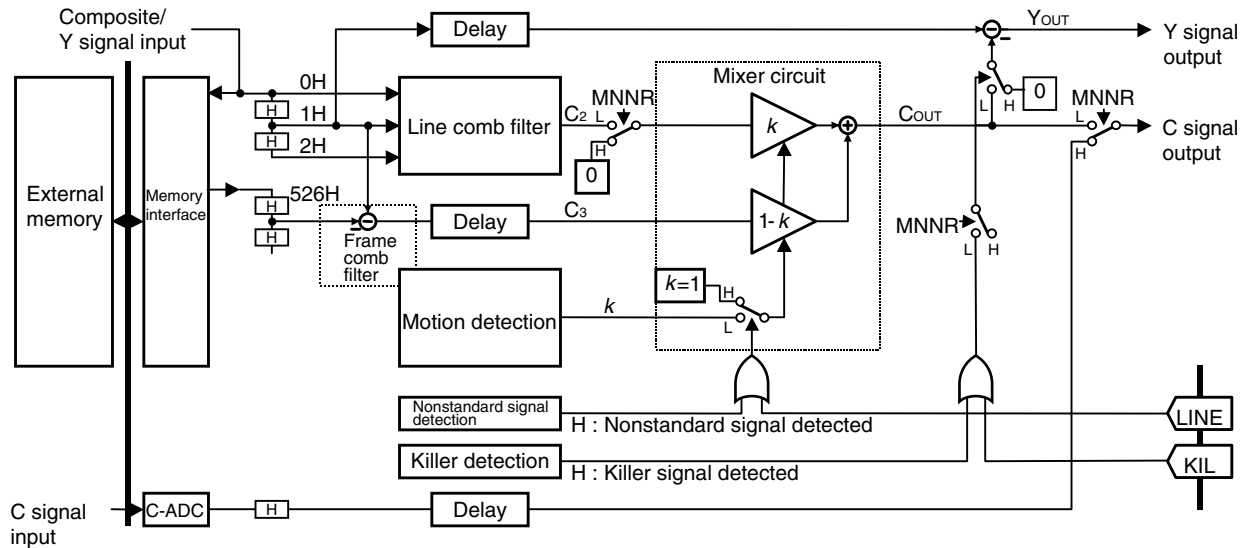 Composite/
Y signal input
Delay
YOUT
Y signal
output
Mixer circuit
0H
H
1H
H
2H
Line comb filter
C2
MNNR
L
H
0
k
COUT
L
H
0
MNNR
L
H
C signal
output
External
memory
Memory
interface
526H
H
H
Frame
comb
filter
Delay
C3
1- k
MNNR
L
H
Motion detection
k
k=1
H
L
Nonstandard signal
detection
H : Nonstandard signal detected
LINE
Killer detection
H : Killer signal detected
KIL
C signal
input
C-ADC
H
Delay